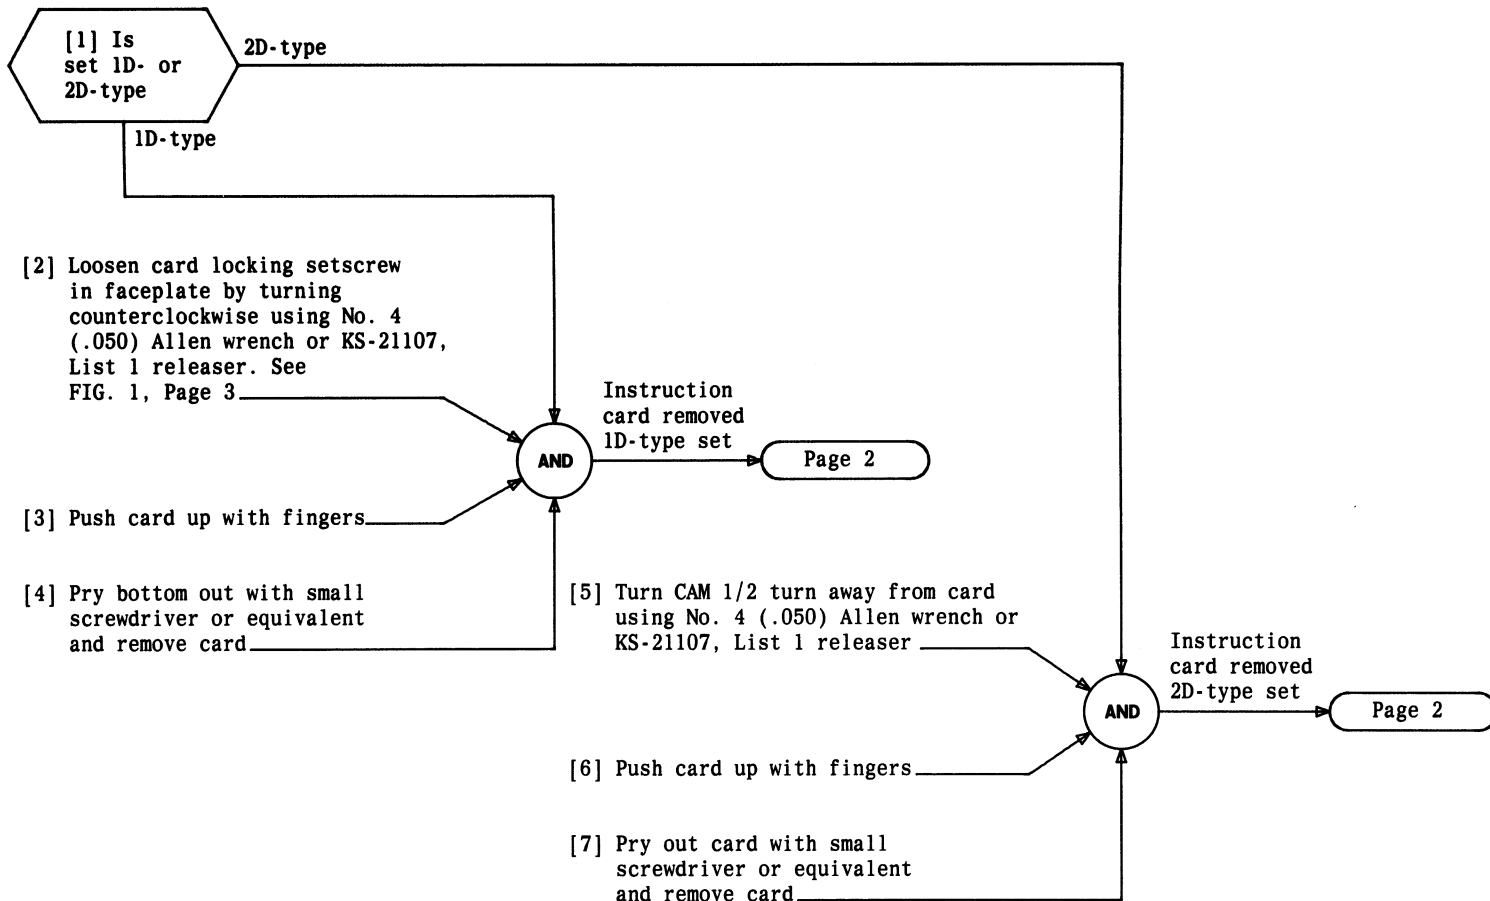 [1] Is
set 1D- or
2D-type
2D-type
1D-type
[2] Loosen card locking setscrew
in faceplate by turning
counterclockwise using No. 4
(.050) Allen wrench or KS-21107,
List 1 releaser. See
FIG. 1, Page 3
Instruction
card removed
1D-type set
AND
Page 2
[3] Push card up with fingers
[4] Pry bottom out with small
screwdriver or equivalent
and remove card
[5] Turn CAM 1/2 turn away from card
using No. 4 (.050) Allen wrench or
KS-21107, List 1 releaser
Instruction
card removed
2D-type set
AND
Page 2
[6] Push card up with fingers
[7] Pry out card with small
screwdriver or equivalent
and remove card